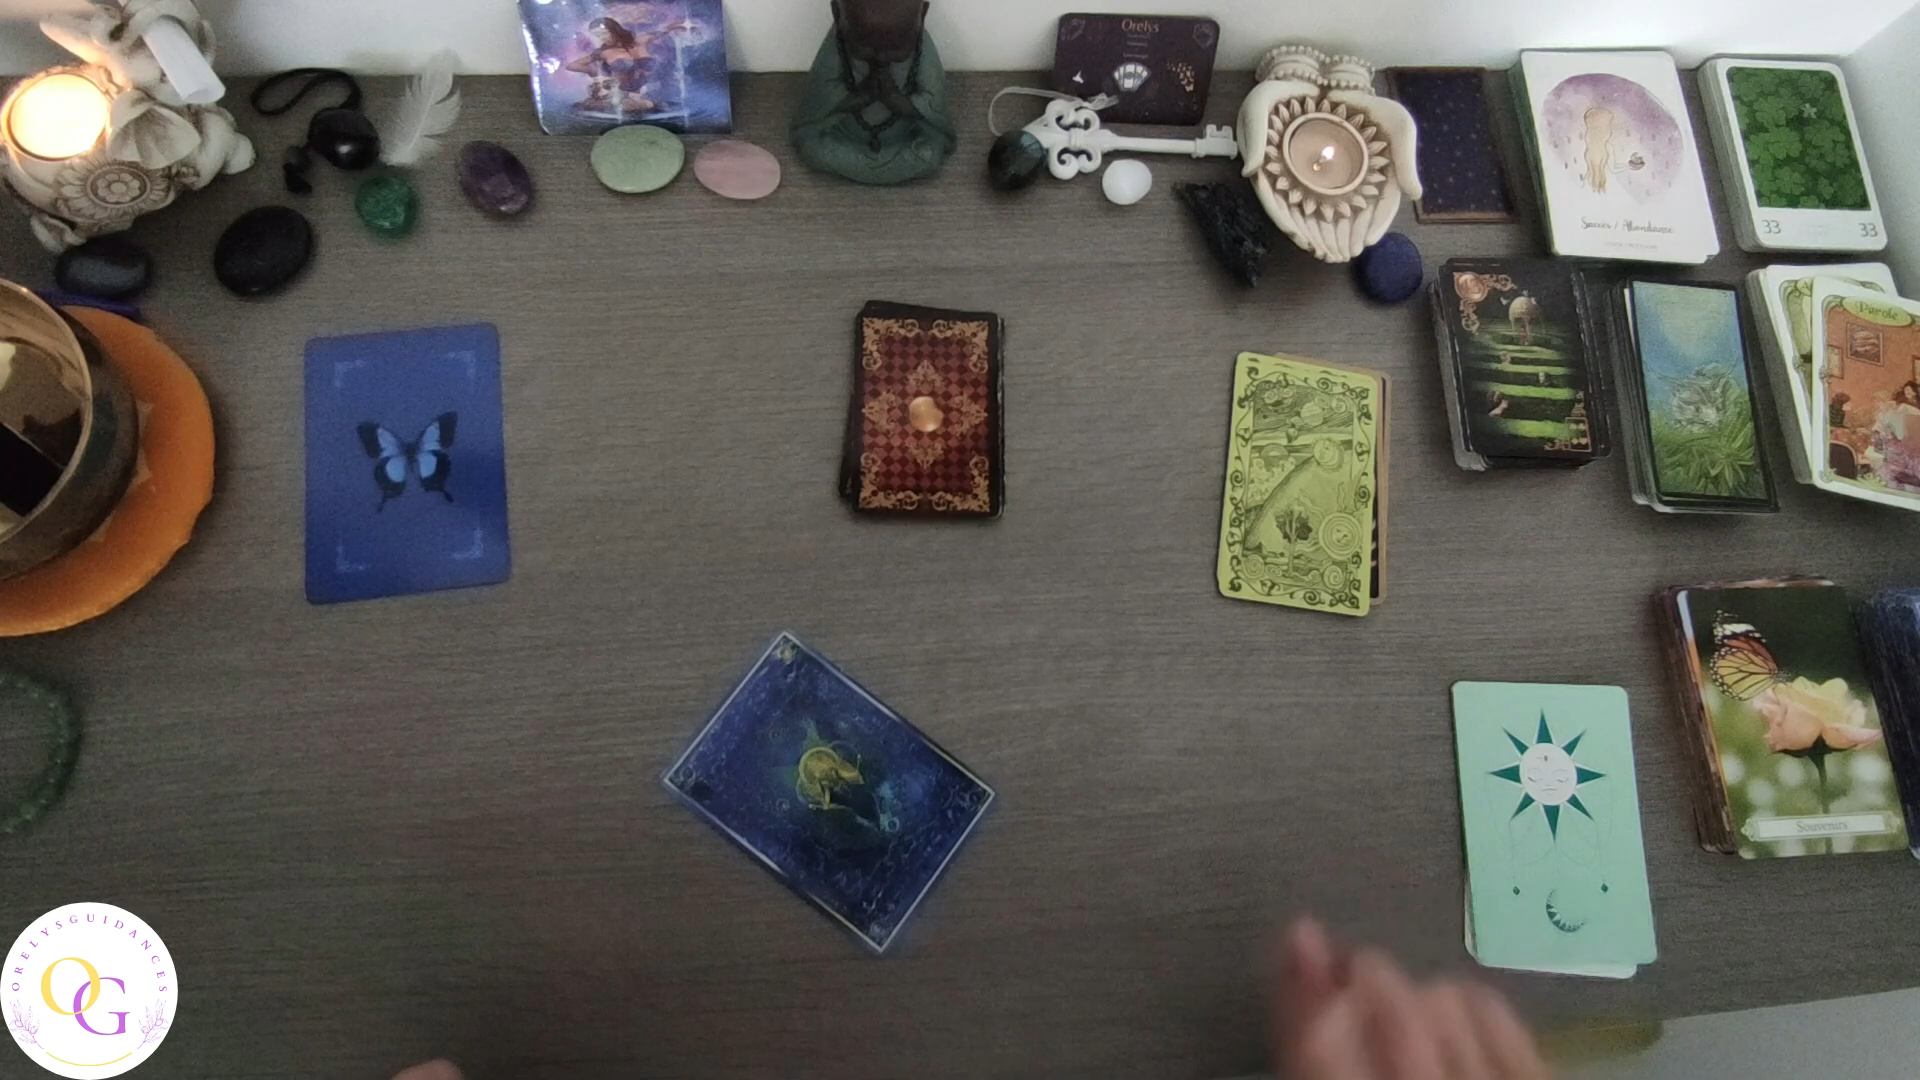 Orelys
Succès / Abondance
33
33
Parole
Souvenirs
ORELYSGUIDANCES
OG